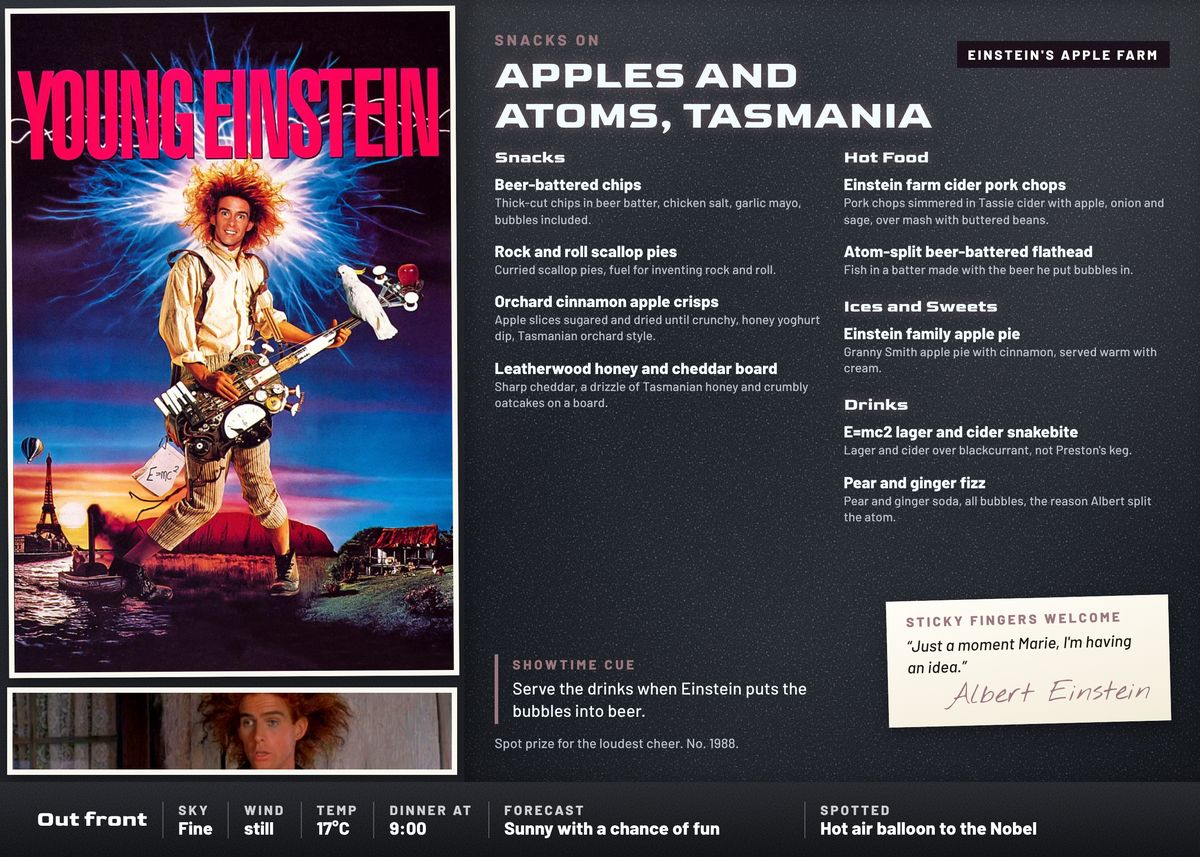 YOUNG EINSTEIN
E=mc²
SNACKS ON
APPLES AND
ATOMS, TASMANIA
EINSTEIN'S APPLE FARM
Snacks
Beer-battered chips
Thick-cut chips in beer batter, chicken salt, garlic mayo,
bubbles included.
Rock and roll scallop pies
Curried scallop pies, fuel for inventing rock and roll.
Orchard cinnamon apple crisps
Apple slices sugared and dried until crunchy, honey yoghurt
dip, Tasmanian orchard style.
Leatherwood honey and cheddar board
Sharp cheddar, a drizzle of Tasmanian honey and crumbly
oatcakes on a board.
Hot Food
Einstein farm cider pork chops
Pork chops simmered in Tassie cider with apple, onion and
sage, over mash with buttered beans.
Atom-split beer-battered flathead
Fish in a batter made with the beer he put bubbles in.
Ices and Sweets
Einstein family apple pie
Granny Smith apple pie with cinnamon, served warm with
cream.
Drinks
E=mc2 lager and cider snakebite
Lager and cider over blackcurrant, not Preston's keg.
Pear and ginger fizz
Pear and ginger soda, all bubbles, the reason Albert split
the atom.
SHOWTIME CUE
Serve the drinks when Einstein puts the
bubbles into beer.
Spot prize for the loudest cheer. No. 1988.
STICKY FINGERS WELCOME
“Just a moment Marie, I'm having
an idea.”
Albert Einstein
Out front
SKY
Fine
WIND
still
TEMP
17°C
DINNER AT
9:00
FORECAST
Sunny with a chance of fun
SPOTTED
Hot air balloon to the Nobel